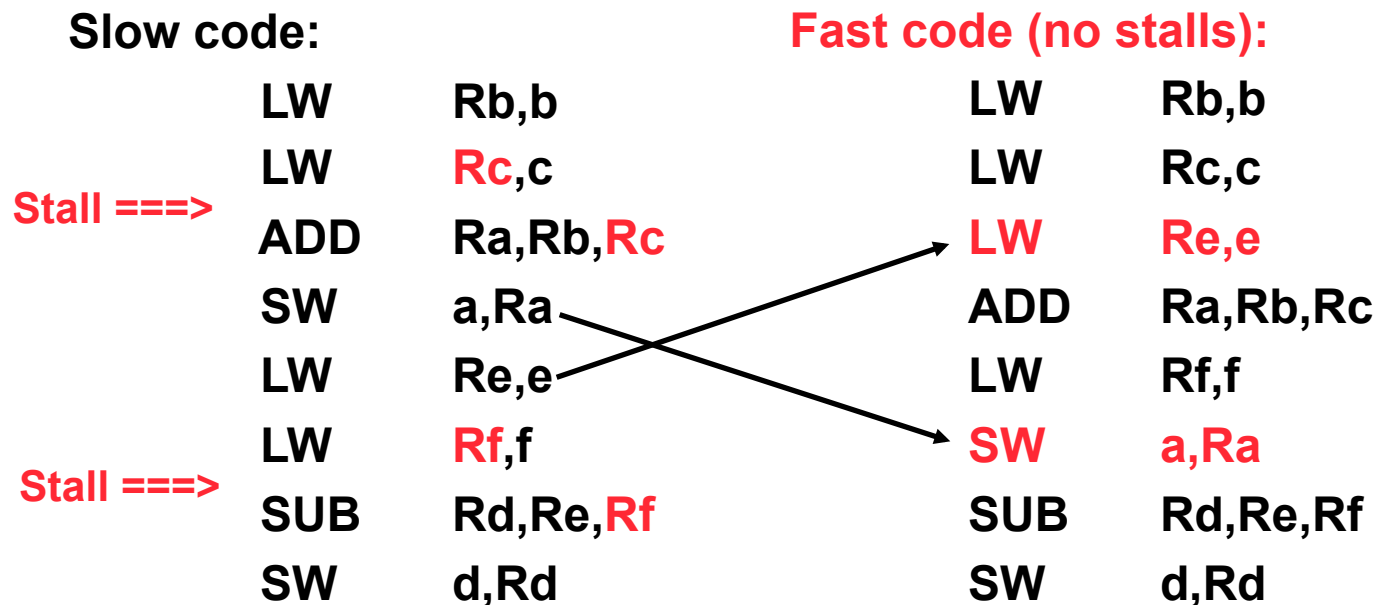 Slow code:
LW Rb,b
LW Rc,c
Stall ===>
ADD Ra,Rb,Rc
SW a,Ra
LW Re,e
LW Rf,f
Stall ===>
SUB Rd,Re,Rf
SW d,Rd
Fast code (no stalls):
LW Rb,b
LW Rc,c
LW Re,e
ADD Ra,Rb,Rc
LW Rf,f
SW a,Ra
SUB Rd,Re,Rf
SW d,Rd